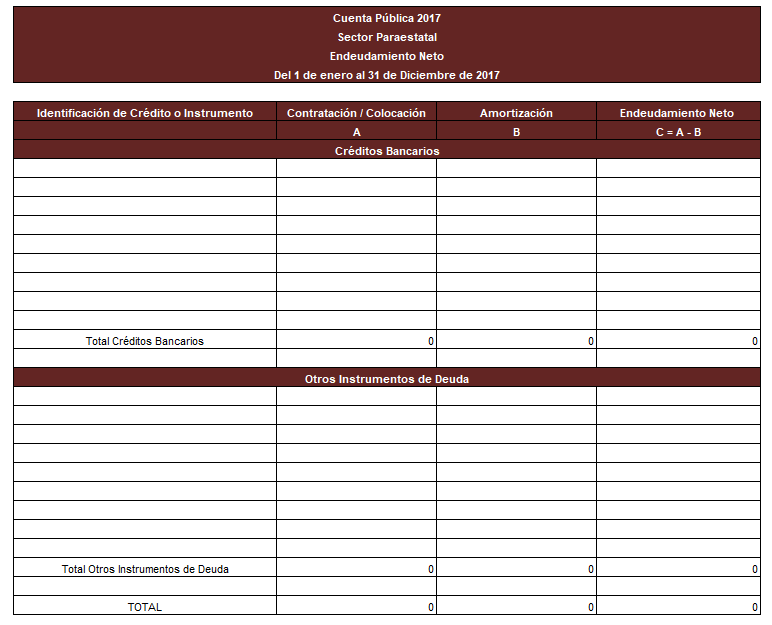 Cuenta Pública 2017
Sector Paraestatal
Endeudamiento Neto
Del 1 de enero al 31 de Diciembre de 2017
Identificación de Crédito o Instrumento Contratación / Colocación Amortización Endeudamiento Neto
A B C = A - B
Créditos Bancarios
Total Créditos Bancarios 0 0 0
Otros Instrumentos de Deuda
Total Otros Instrumentos de Deuda 0 0 0
TOTAL 0 0 0